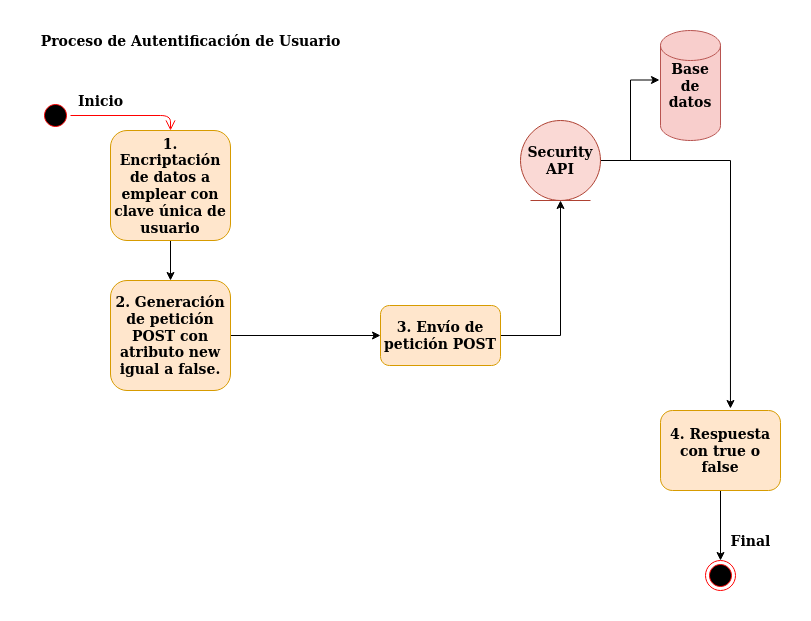 Proceso de Autentificación de Usuario
Inicio
1.
Encriptación
de datos a
emplear con
clave única de
usuario
2. Generación
de petición
POST con
atributo new
igual a false.
3. Envío de
petición POST
Security
API
Base
de
datos
4. Respuesta
con true o
false
Final